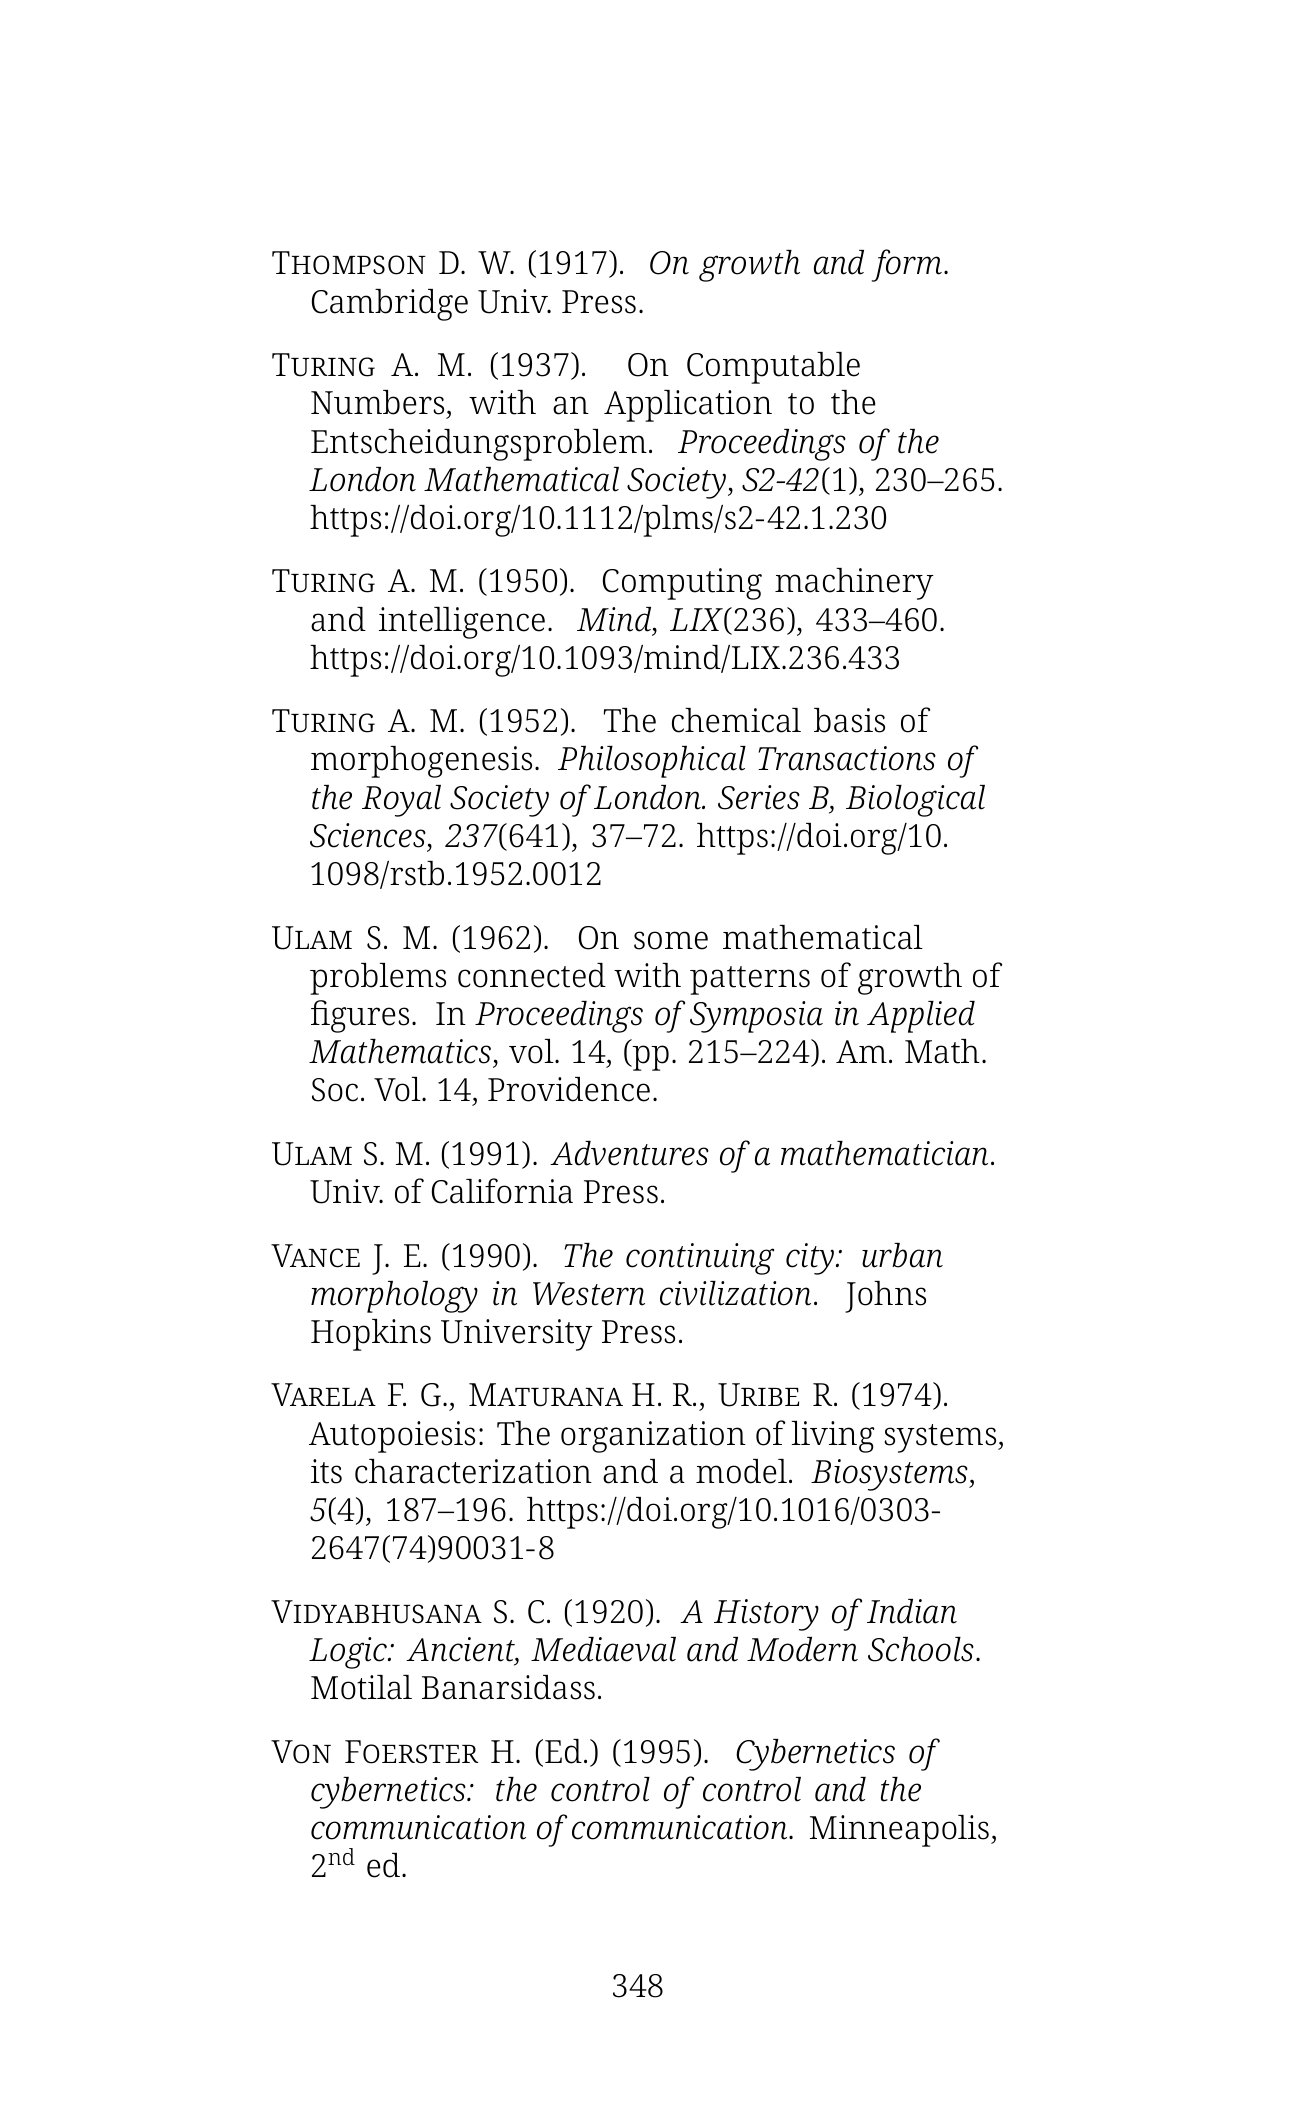 THOMPSON D. W. (1917). On growth and form.
Cambridge Univ. Press.
TURING A. M. (1937). On Computable
Numbers, with an Application to the
Entscheidungsproblem. Proceedings of the
London Mathematical Society, S2-42(1), 230–265.
https://doi.org/10.1112/plms/s2-42.1.230
TURING A. M. (1950). Computing machinery
and intelligence. Mind, LIX(236), 433–460.
https://doi.org/10.1093/mind/LIX.236.433
TURING A. M. (1952). The chemical basis of
morphogenesis. Philosophical Transactions of
the Royal Society of London. Series B, Biological
Sciences, 237(641), 37–72. https://doi.org/10.
1098/rstb.1952.0012
ULAM S. M. (1962). On some mathematical
problems connected with patterns of growth of
figures. In Proceedings of Symposia in Applied
Mathematics, vol. 14, (pp. 215–224). Am. Math.
Soc. Vol. 14, Providence.
ULAM S. M. (1991). Adventures of a mathematician.
Univ. of California Press.
VANCE J. E. (1990). The continuing city: urban
morphology in Western civilization. Johns
Hopkins University Press.
VARELA F. G., MATURANA H. R., URIBE R. (1974).
Autopoiesis: The organization of living systems,
its characterization and a model. Biosystems,
5(4), 187–196. https://doi.org/10.1016/0303-
2647(74)90031-8
VIDYABHUSANA S. C. (1920). A History of Indian
Logic: Ancient, Mediaeval and Modern Schools.
Motilal Banarsidass.
VON FOERSTER H. (Ed.) (1995). Cybernetics of
cybernetics: the control of control and the
communication of communication. Minneapolis,
2nd ed.
348